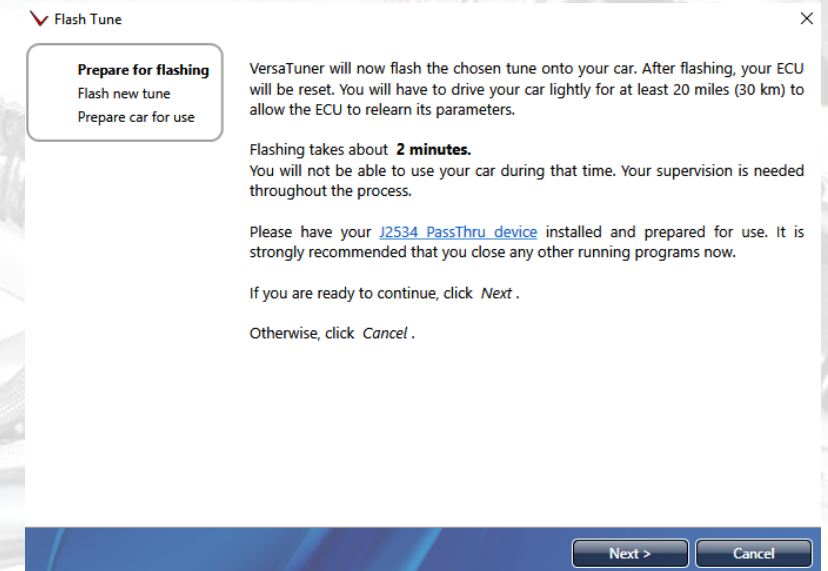 Flash Tune
Prepare for flashing
Flash new tune
Prepare car for use
VersaTuner will now flash the chosen tune onto your car. After flashing, your ECU
will be reset. You will have to drive your car lightly for at least 20 miles (30 km) to
allow the ECU to relearn its parameters.
Flashing takes about 2 minutes.
You will not be able to use your car during that time. Your supervision is needed
throughout the process.
Please have your J2534 PassThru device installed and prepared for use. It is
strongly recommended that you close any other running programs now.
If you are ready to continue, click Next .
Otherwise, click Cancel .
Next >
Cancel